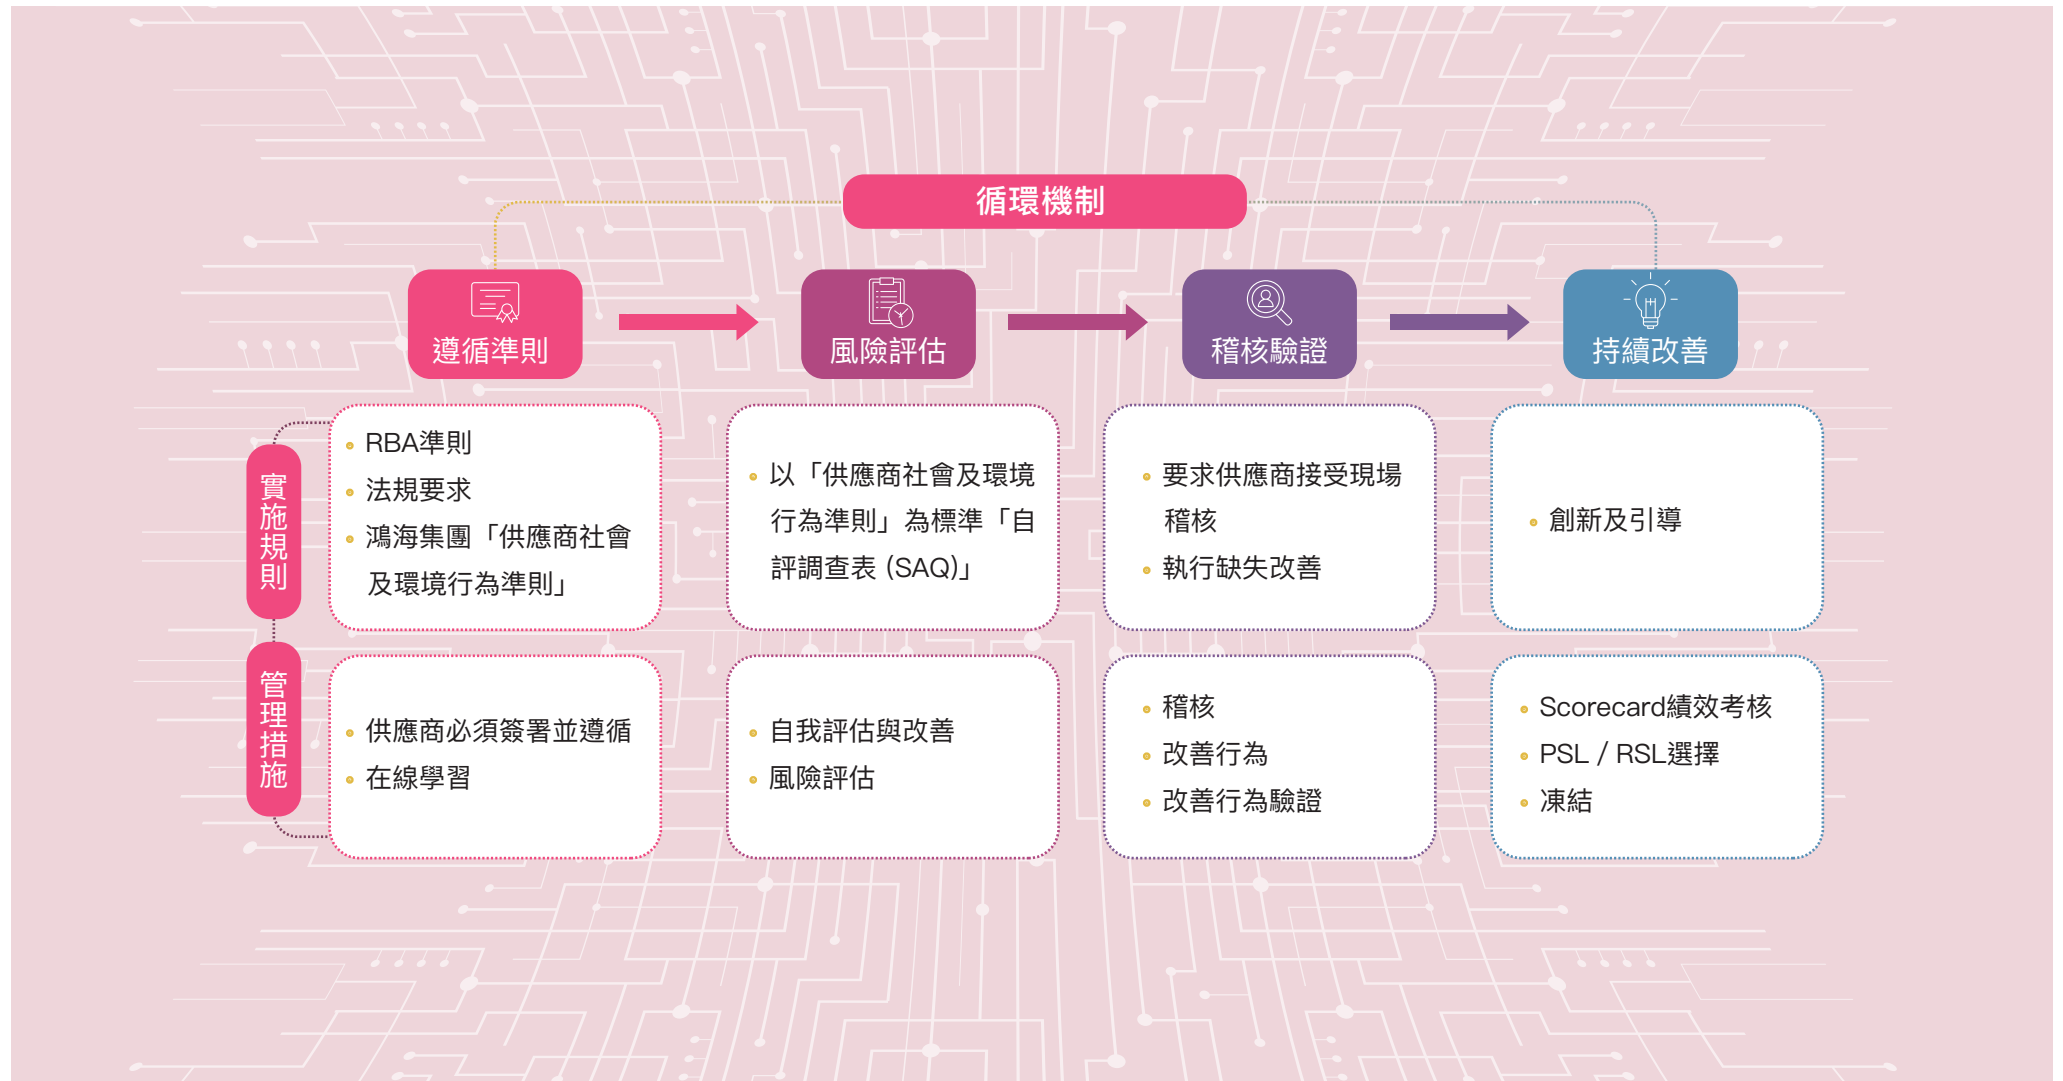 循環機制
遵循準則
風險評估
稽核驗證
持續改善
實施規則
RBA準則
法規要求
鴻海集團「供應商社會
及環境行為準則」
以「供應商社會及環境
行為準則」為標準「自
評調查表 (SAQ)」
要求供應商接受現場
稽核
執行缺失改善
創新及引導
管理措施
供應商必須簽署並遵循
在線學習
自我評估與改善
風險評估
稽核
改善行為
改善行為驗證
Scorecard績效考核
PSL / RSL選擇
凍結